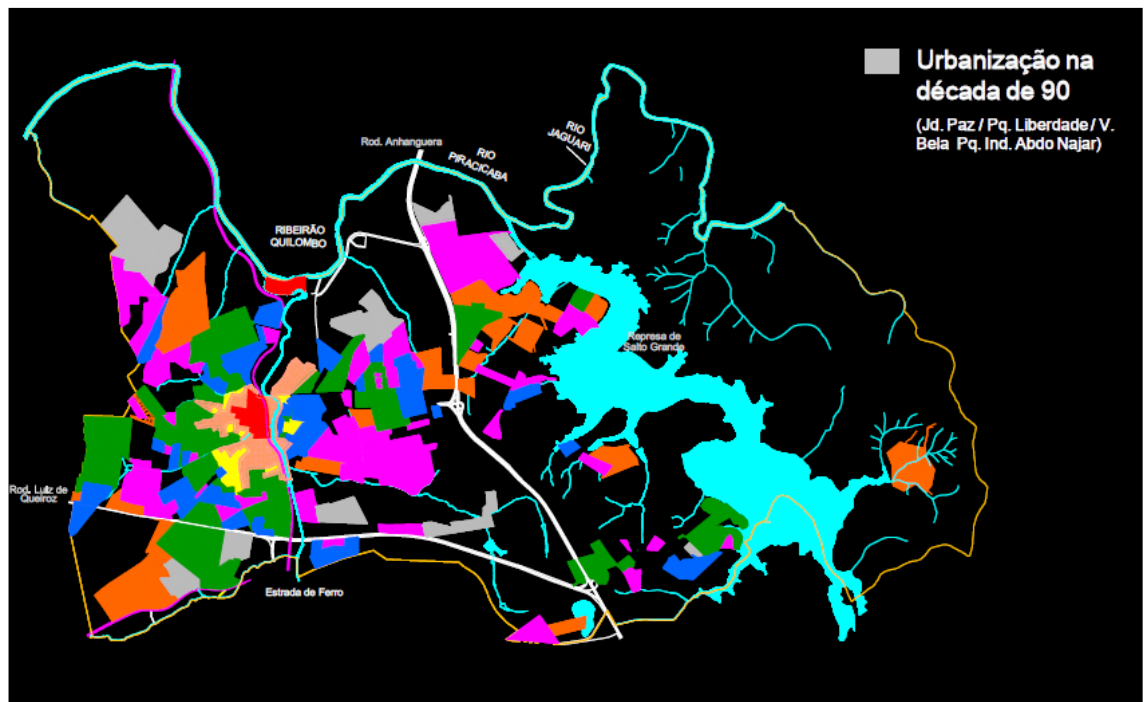 Urbanização na
década de 90
(Jd. Paz / Pq. Liberdade / V.
Bela Pq. Ind. Abdo Najar)
Rod. Anhanguera
RIO
PIRACICABA
RIO
JAGUARI
RIBEIRÃO
QUILOMBO
Represa de
Salto Grande
Rod. Luiz de
Queiroz
Estrada de Ferro